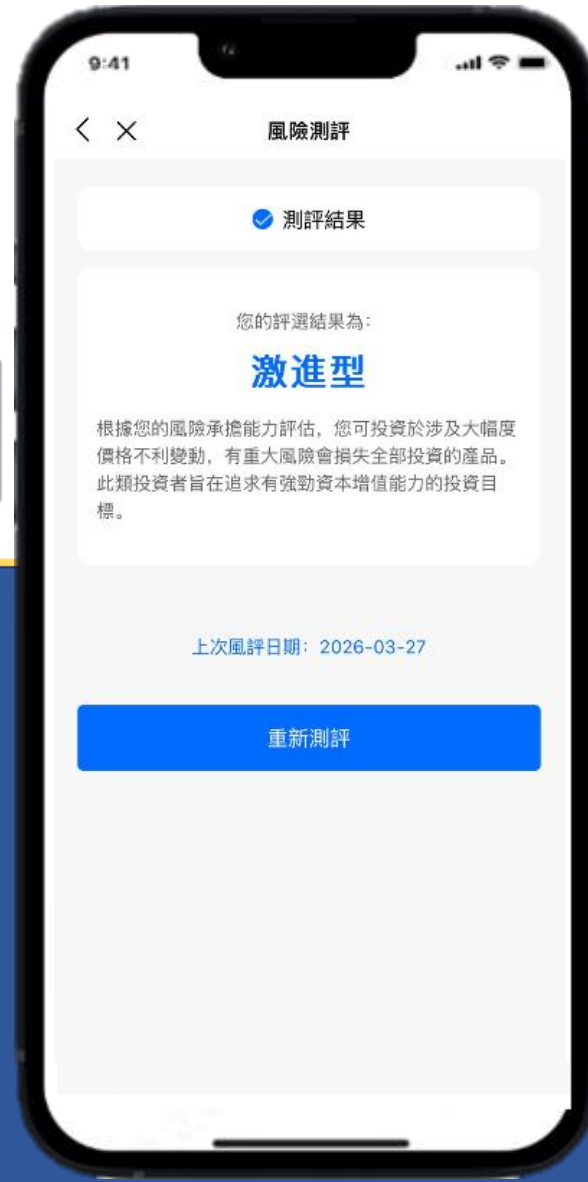 9:41
風險測評
測評結果
您的評選結果為:
激進型
根據您的風險承擔能力評估, 您可投資於涉及大幅度
價格不利變動, 有重大風險會損失全部投資的產品。
此類投資者旨在追求有強勁資本增值能力的投資目
標。
上次風評日期: 2026-03-27
重新測評